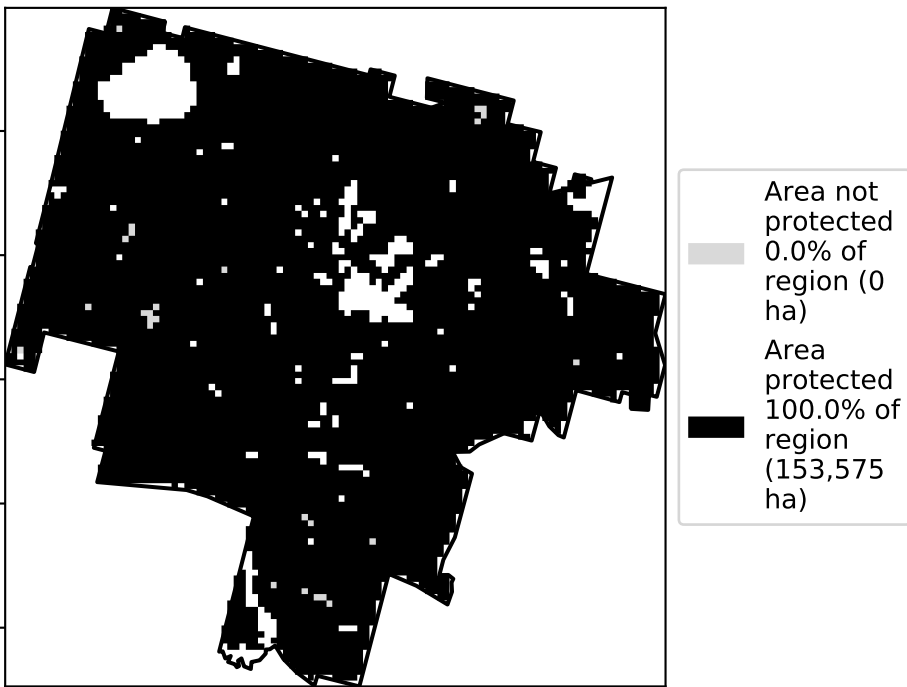 Area not
protected
0.0% of
region (0
ha)
Area
protected
100.0% of
region
(153,575
ha)